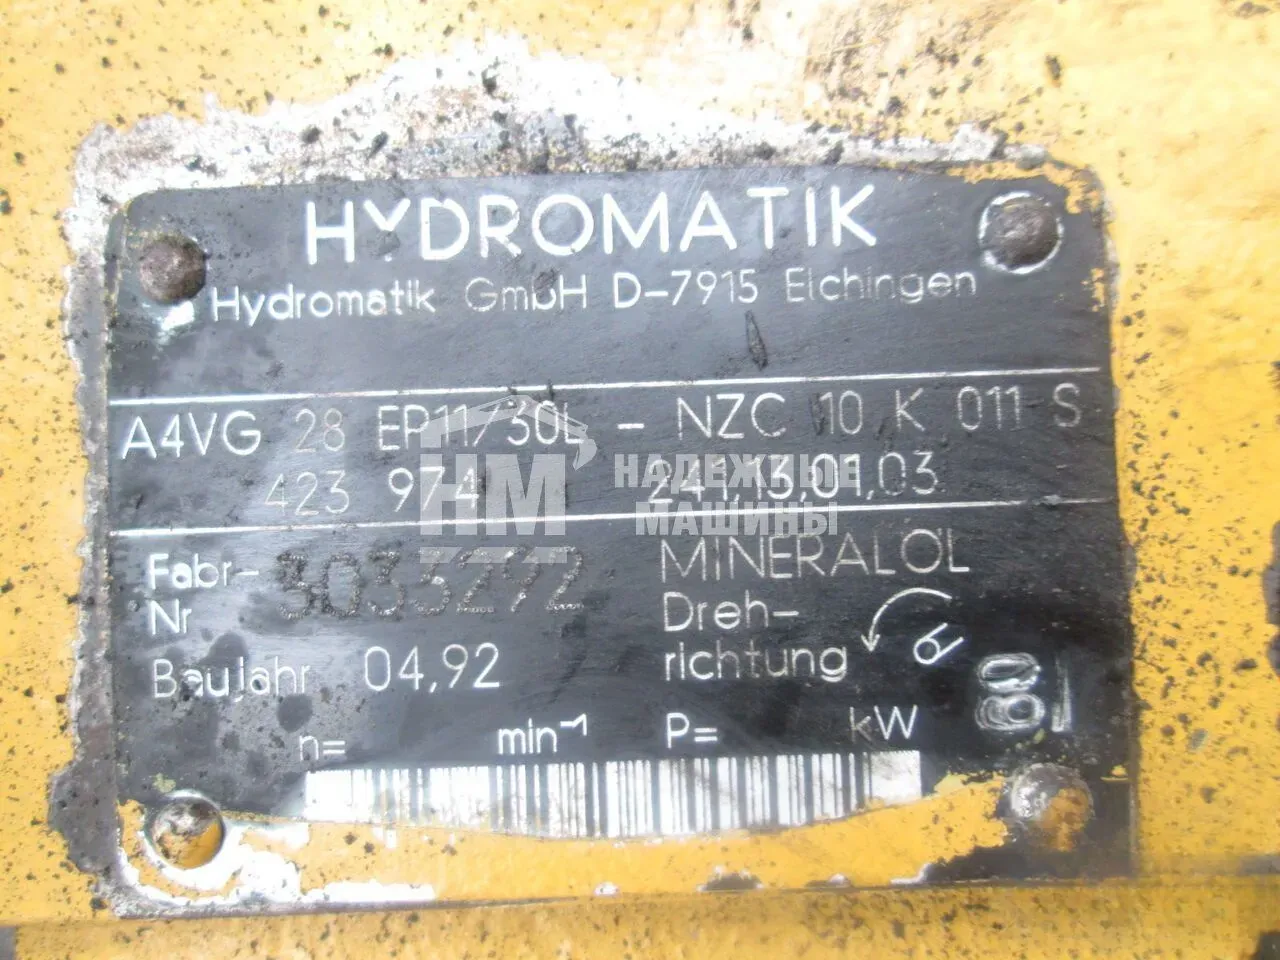 HYDROMATIK
Hydromatik GmbH D-7915 Elchingen
A4VG 28 EP11/30L - NZC 10 K 011 S
423 974 241,13,01,03
НАДЕЖНЫЕ
НМ
МАШИНЫ
Fabr-Nr 3033292
MINERALÖL
Dreh-
richtung
Baujahr 04,92
n= min⁻¹ P= kW